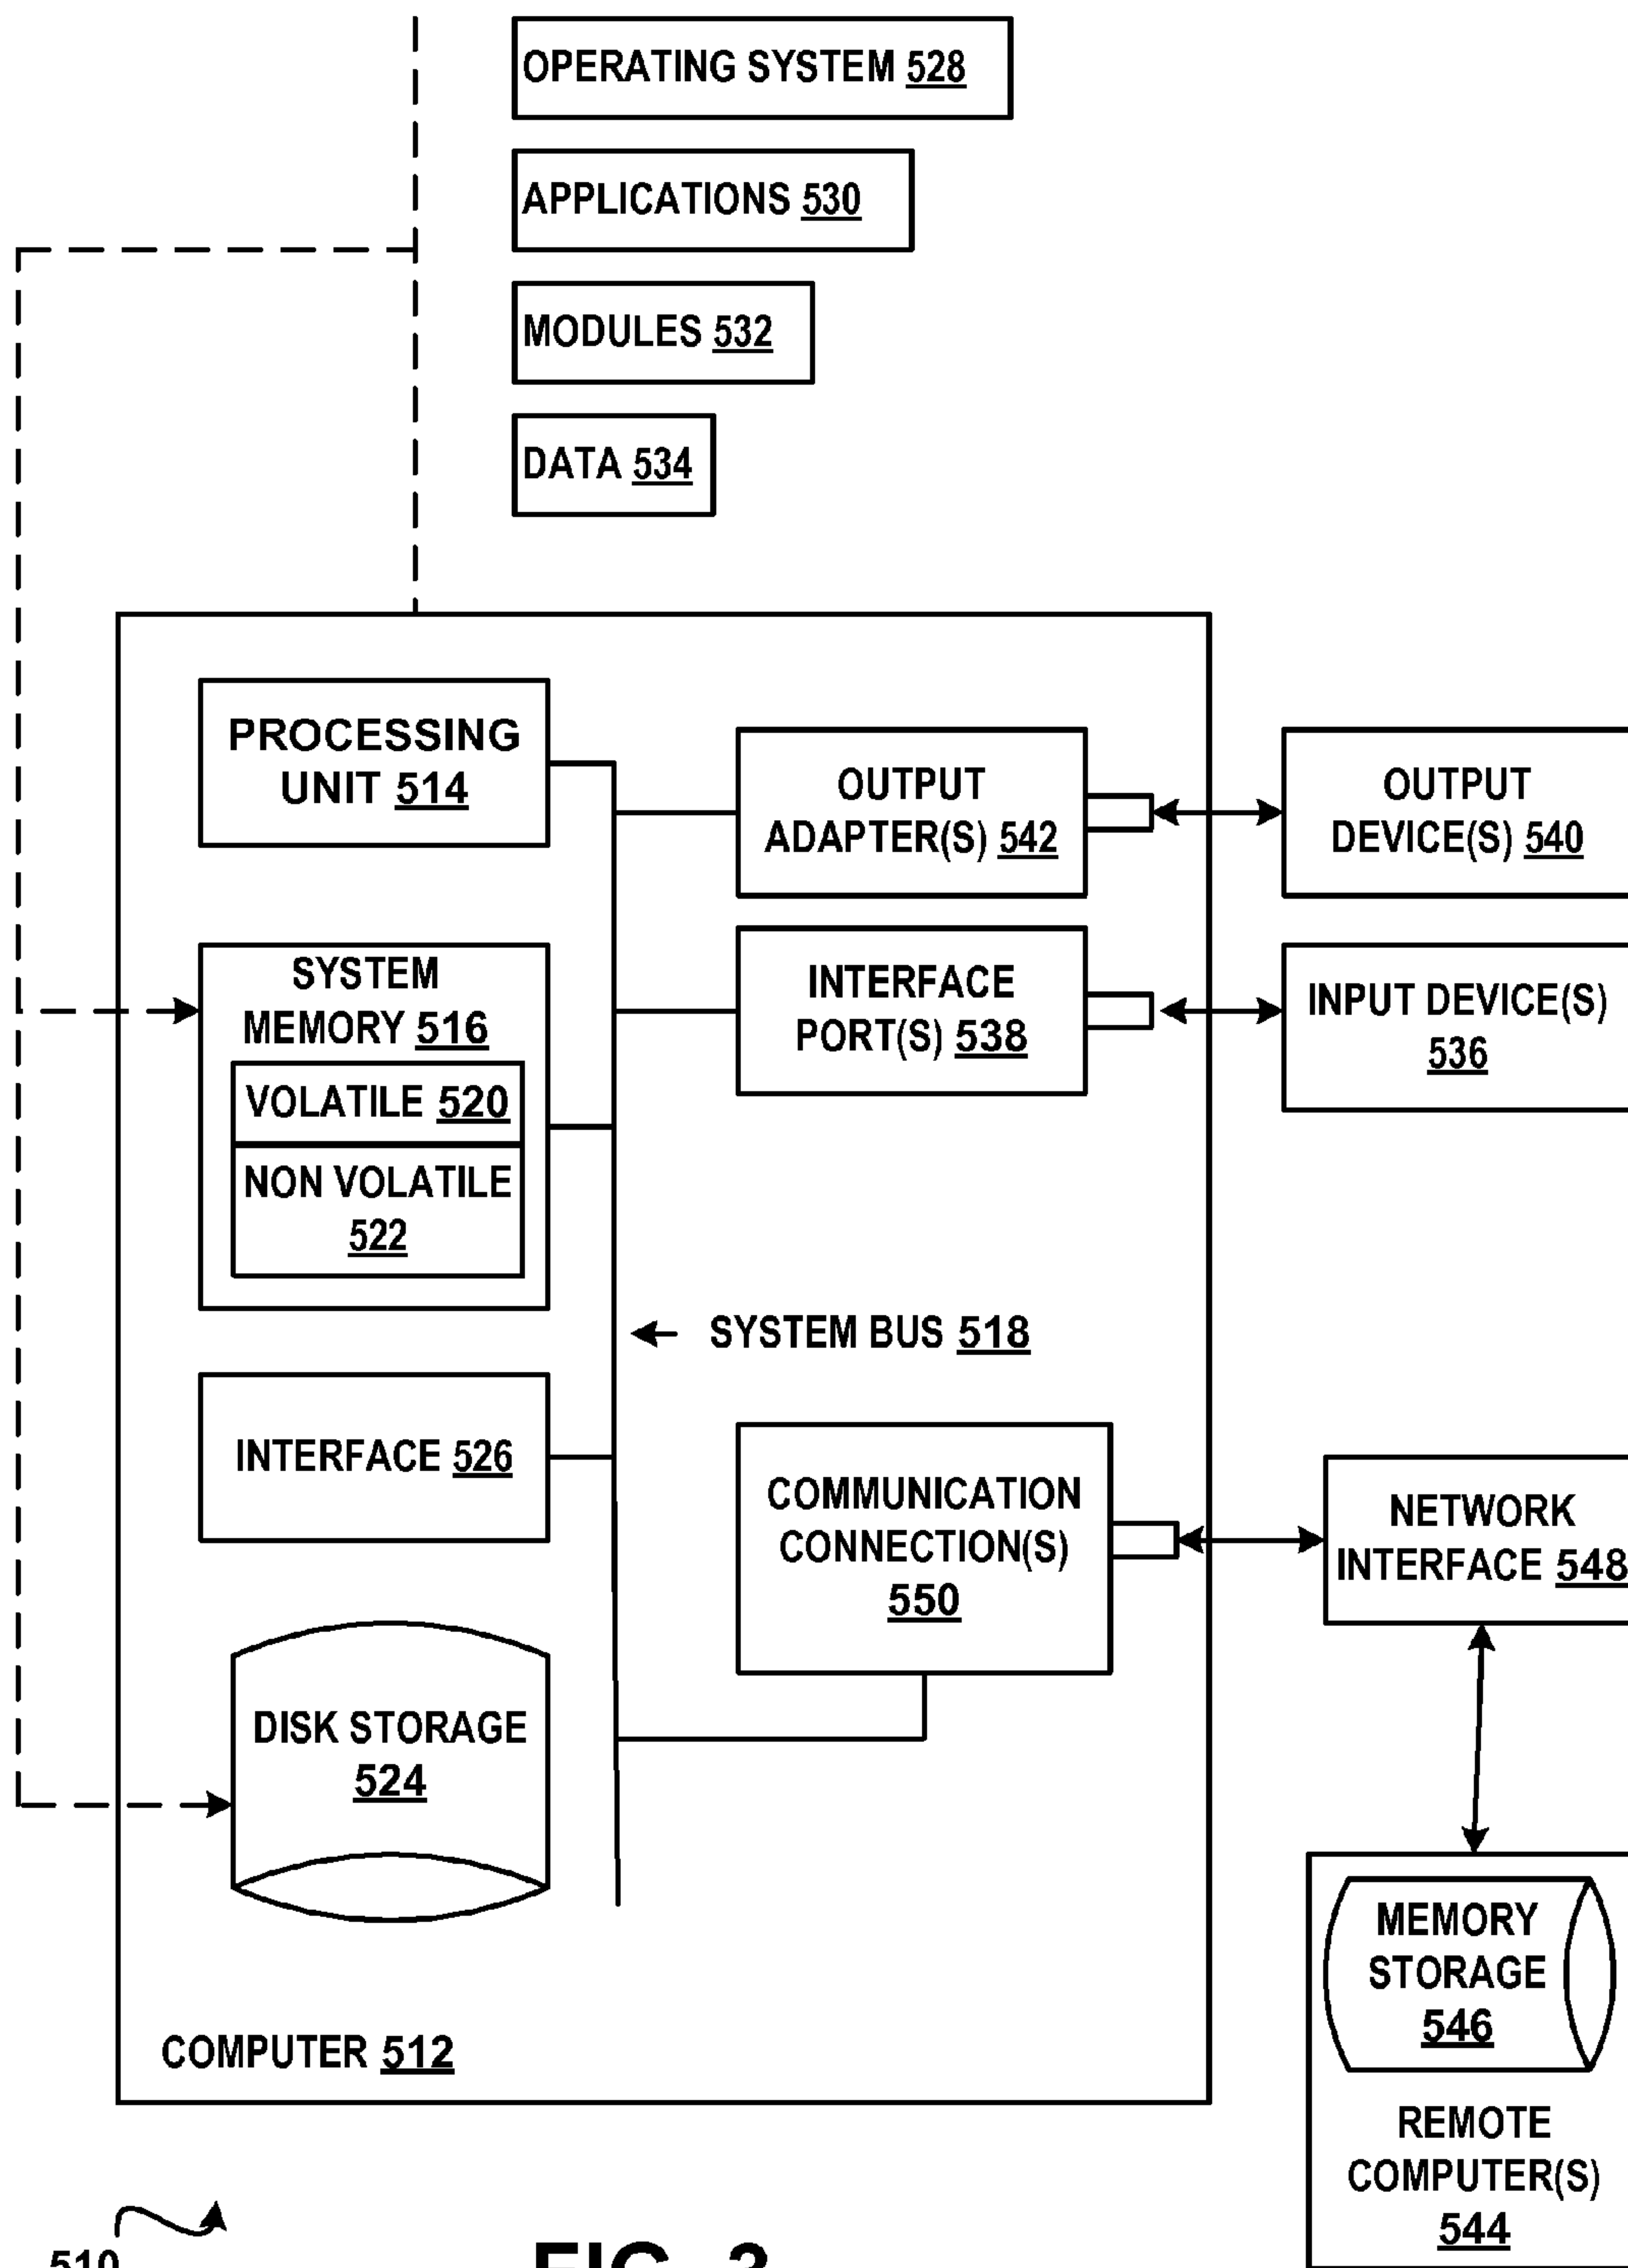 OPERATING SYSTEM 528
APPLICATIONS 530
MODULES 532
DATA 534
PROCESSING
UNIT 514
OUTPUT
ADAPTER(S) 542
OUTPUT
DEVICE(S) 540
SYSTEM
MEMORY 516
VOLATILE 520
NON VOLATILE
522
INTERFACE
PORT(S) 538
INPUT DEVICE(S)
536
SYSTEM BUS 518
INTERFACE 526
COMMUNICATION
CONNECTION(S)
550
NETWORK
INTERFACE 548
DISK STORAGE
524
MEMORY
STORAGE
546
COMPUTER 512
REMOTE
COMPUTER(S)
544
510
FIG. 3